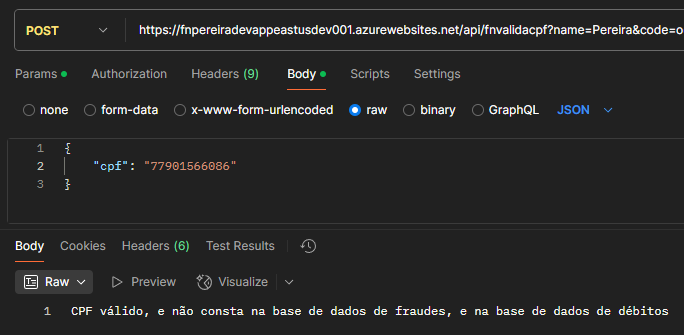 POST https://fnpereiradevappeastusdev001.azurewebsites.net/api/fnvalidacpf?name=Pereira&code=o
Params Authorization Headers (9) Body Scripts Settings
none form-data x-www-form-urlencoded raw binary GraphQL JSON
1 {
2 "cpf": "77901566086"
3 }
Body Cookies Headers (6) Test Results
Raw Preview Visualize
1 CPF válido, e não consta na base de dados de fraudes, e na base de dados de débitos